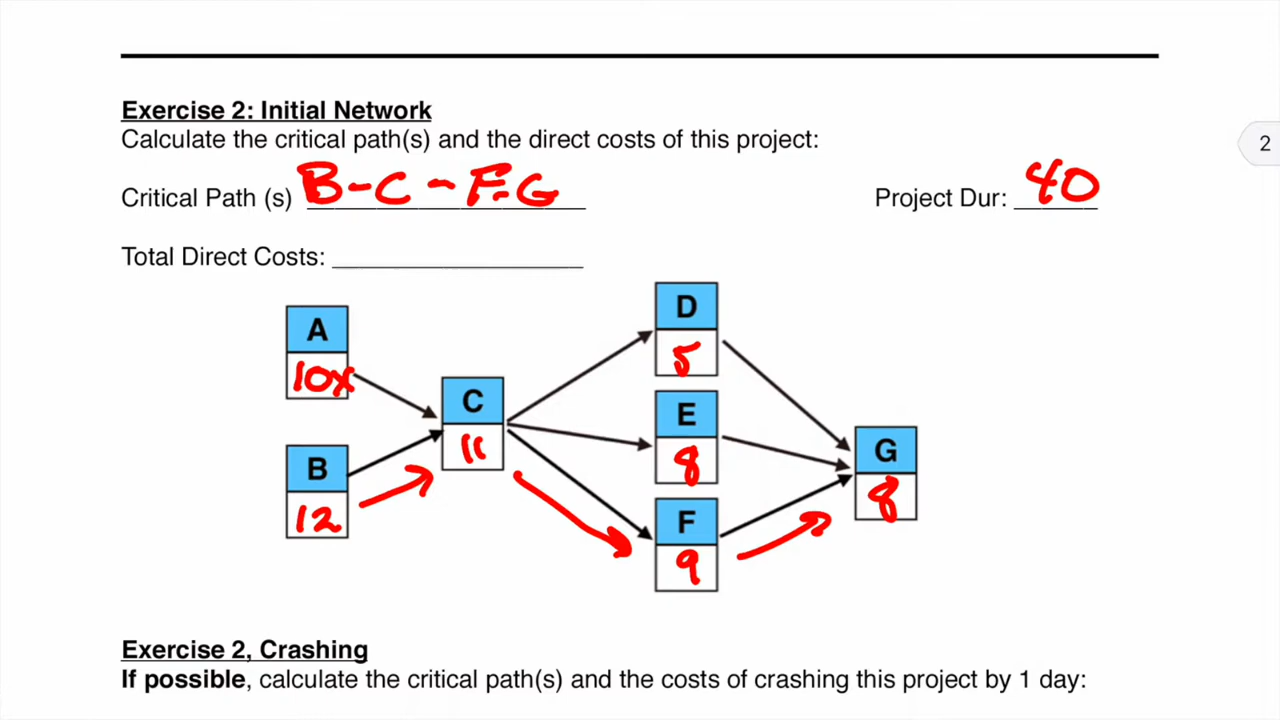 Exercise 2: Initial Network
Calculate the critical path(s) and the direct costs of this project:
2
Critical Path (s) B-C-F-G
Project Dur: 40
Total Direct Costs:
A
10x
B
12
C
11
D
5
E
8
F
9
G
8
Exercise 2, Crashing
If possible, calculate the critical path(s) and the costs of crashing this project by 1 day: